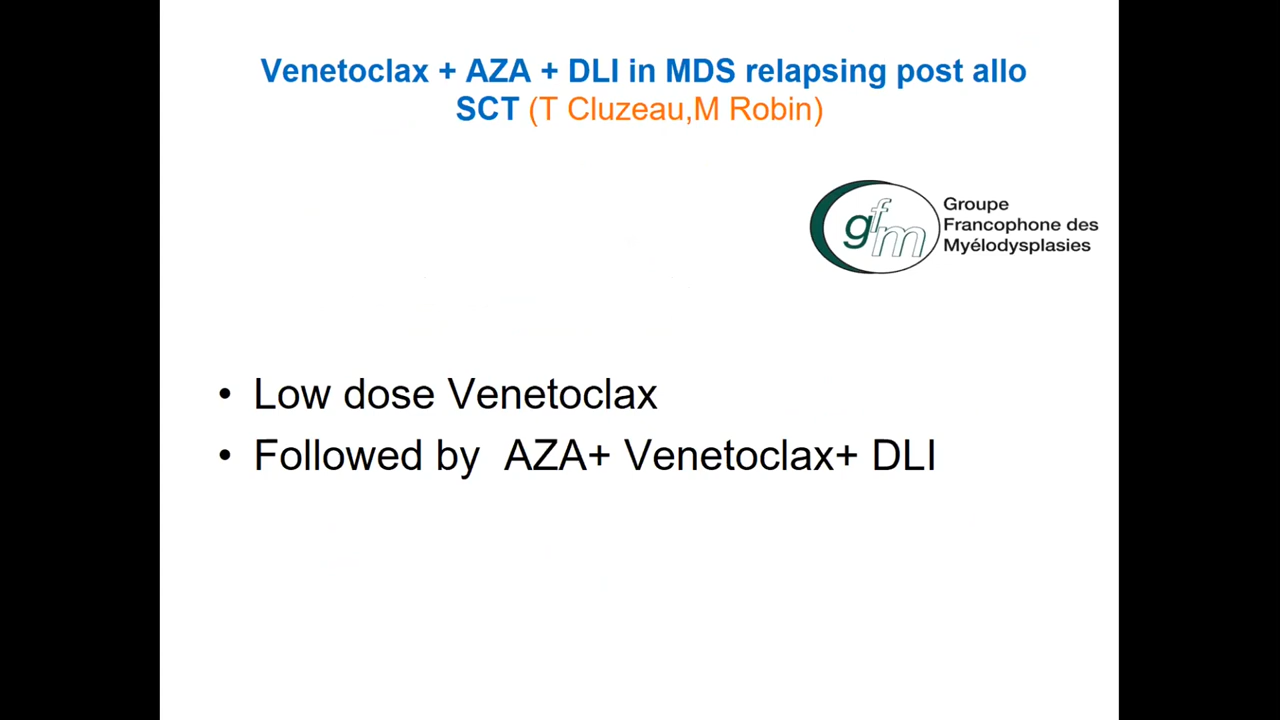 Venetoclax + AZA + DLI in MDS relapsing post allo
SCT (T Cluzeau,M Robin)
gfm
Groupe
Francophone des
Myélodysplasies
• Low dose Venetoclax
• Followed by  AZA+ Venetoclax+ DLI